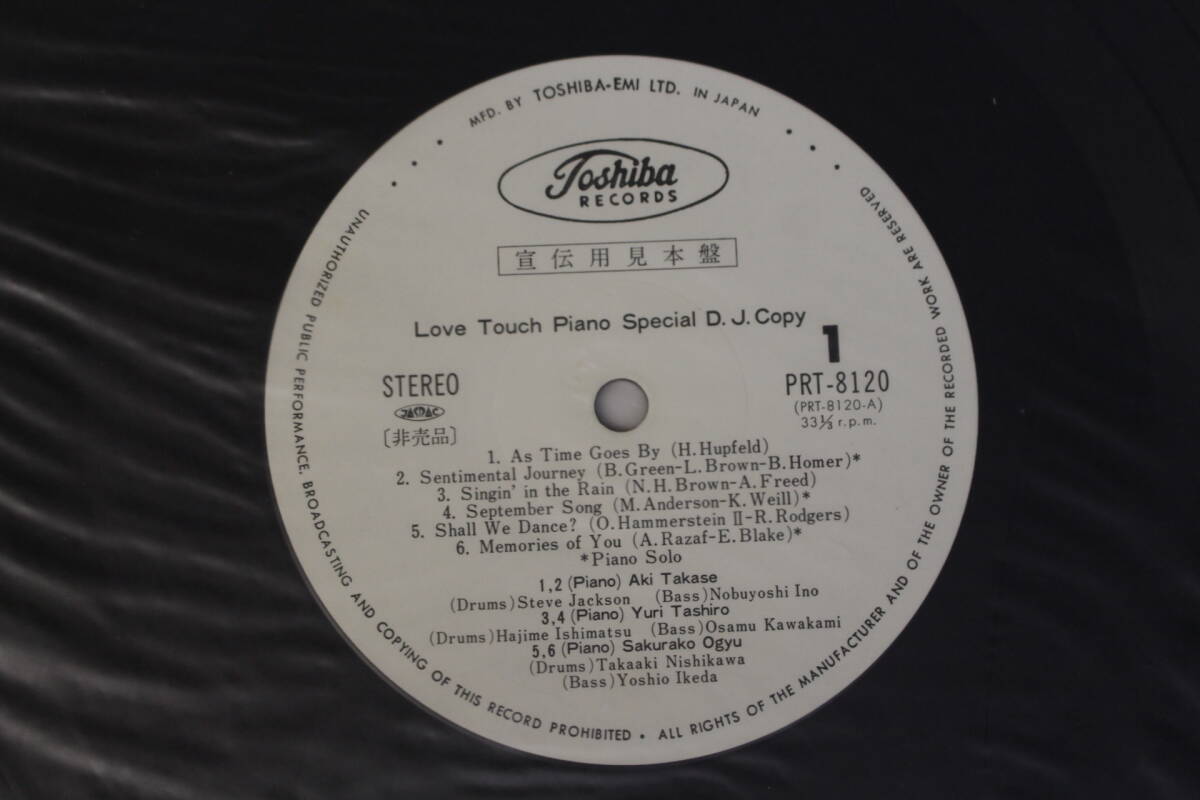 MFD. BY TOSHIBA-EMI LTD. IN JAPAN
Toshiba
RECORDS
宣伝用見本盤
Love Touch Piano Special D.J.Copy
1
STEREO
PRT-8120
JAMAC
(PRT-8120-A)
〔非売品〕
33⅓ r.p.m.
1. As Time Goes By (H.Hupfeld)
2. Sentimental Journey (B.Green-L.Brown-B.Homer)*
3. Singin' in the Rain (N.H.Brown-A.Freed)
4. September Song (M.Anderson-K.Weill)*
5. Shall We Dance? (O.Hammerstein II-R.Rodgers)
6. Memories of You (A.Razaf-E.Blake)*
*Piano Solo
1,2 (Piano) Aki Takase
(Drums)Steve Jackson (Bass)Nobuyoshi Ino
3,4 (Piano) Yuri Tashiro
(Drums)Hajime Ishimatsu (Bass)Osamu Kawakami
5,6 (Piano) Sakurako Ogyu
(Drums)Takaaki Nishikawa
(Bass)Yoshio Ikeda
UNAUTHORIZED PUBLIC PERFORMANCE, BROADCASTING AND COPYING OF THIS RECORD PROHIBITED • ALL RIGHTS OF THE MANUFACTURER AND OF THE OWNER OF THE RECORDED WORK ARE RESERVED